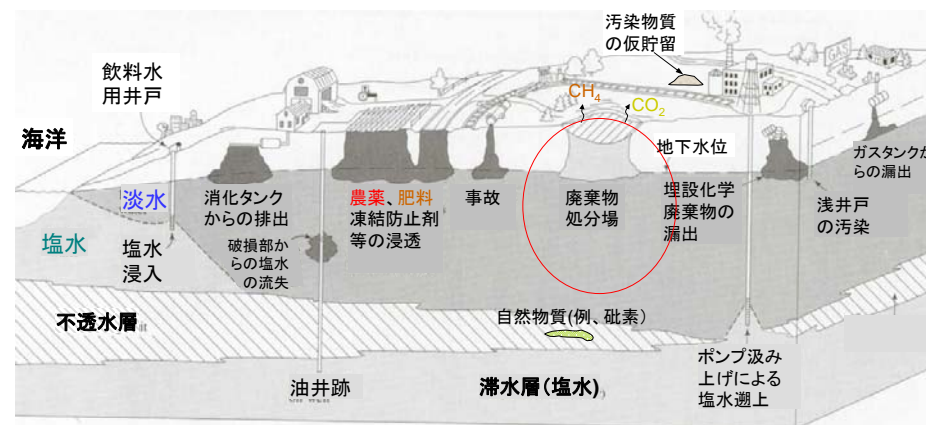 汚染物質
の仮貯留
飲料水
用井戸
CH4
CO2
GAS
海洋
地下水位
ガスタンクか
らの漏出
淡水
消化タンク
からの排出
農薬、肥料
凍結防止剤
等の浸透
事故
廃棄物
処分場
埋設化学
廃棄物の
漏出
浅井戸
の汚染
塩水
塩水
浸入
破損部か
らの塩水
の流失
自然物質(例、砒素)
不透水層
油井跡
滞水層(塩水)
ポンプ汲み
上げによる
塩水遡上